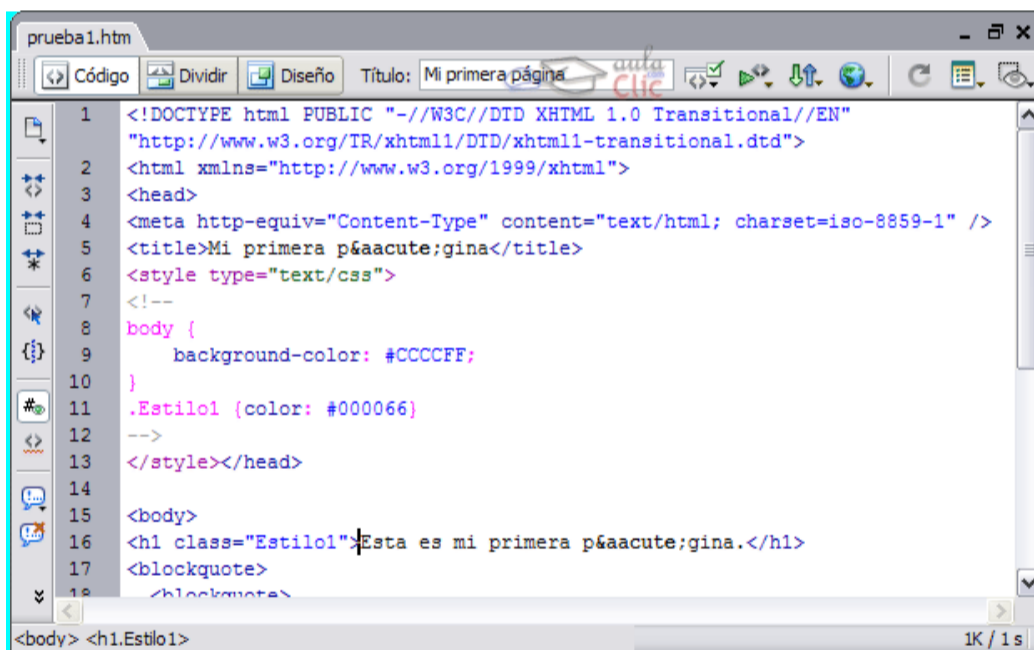 prueba1.htm
Código Dividir Diseño Título: Mi primera página
aula
Clic
.com
1 <!DOCTYPE html PUBLIC "-//W3C//DTD XHTML 1.0 Transitional//EN"
"http://www.w3.org/TR/xhtml1/DTD/xhtml1-transitional.dtd">
2 <html xmlns="http://www.w3.org/1999/xhtml">
3 <head>
4 <meta http-equiv="Content-Type" content="text/html; charset=iso-8859-1" />
5 <title>Mi primera p&aacute;gina</title>
6 <style type="text/css">
7 <!--
8 body {
9 background-color: #CCCCFF;
10 }
11 .Estilo1 {color: #000066}
12 -->
13 </style></head>
14
15 <body>
16 <h1 class="Estilo1">Esta es mi primera p&aacute;gina.</h1>
17 <blockquote>
18 <blockquote>
<body> <h1.Estilo1> 1K / 1 s